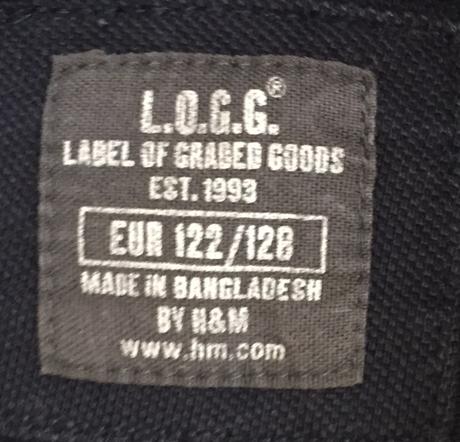 L.O.G.G.®
LABEL OF GRADED GOODS
EST. 1993
EUR 122/128
MADE IN BANGLADESH
BY H&M
www.hm.com